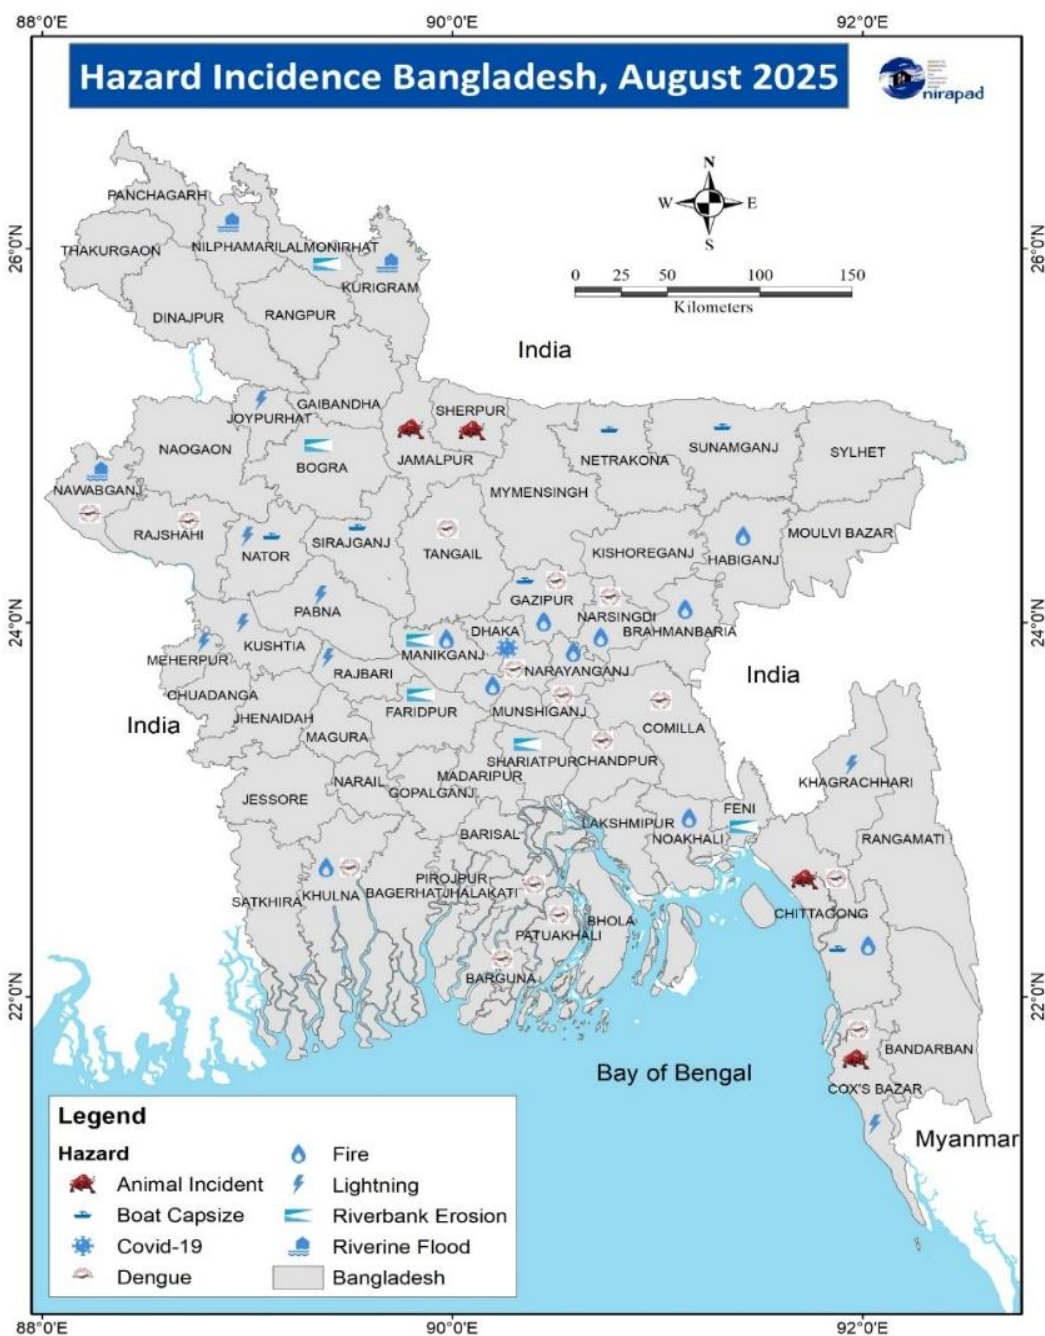 88°0'E 90°0'E 92°0'E
Hazard Incidence Bangladesh, August 2025
nirapad
N
W E
S
26°0'N 26°0'N
0 25 50 100 150
Kilometers
PANCHAGARH
THAKURGAON
NILPHAMARI
LALMONIRHAT
KURIGRAM
DINAJPUR
RANGPUR
India
GAIBANDHA
JOYPURHAT
SHERPUR
NAOGAON
BOGRA
JAMALPUR
NETRAKONA
SUNAMGANJ
SYLHET
NAWABGANJ
MYMENSINGH
RAJSHAHI
NATOR
SIRAJGANJ
TANGAIL
KISHOREGANJ
HABIGANJ
MOULVI BAZAR
24°0'N 24°0'N
PABNA
GAZIPUR
NARSINGDI
BRAHMANBARIA
DHAKA
KUSHTIA
MEHERPUR
MANIKGANJ
RAJBARI
NARAYANGANJ
India
CHUADANGA
FARIDPUR
MUNSHIGANJ
COMILLA
India
JHENAIDAH
MAGURA
SHARIATPUR
CHANDPUR
MADARIPUR
KHAGRACHHARI
NARAIL
GOPALGANJ
JESSORE
FENI
LAKSHMIPUR
NOAKHALI
RANGAMATI
BARISAL
PIROJPUR
KHULNA
BAGERHAT
JHALAKATI
SATKHIRA
BHOLA
CHITTAGONG
PATUAKHALI
BARGUNA
22°0'N 22°0'N
BANDARBAN
Bay of Bengal
COX'S BAZAR
Myanmar
Legend
Hazard
Animal Incident
Boat Capsize
Covid-19
Dengue
Fire
Lightning
Riverbank Erosion
Riverine Flood
Bangladesh
88°0'E 90°0'E 92°0'E